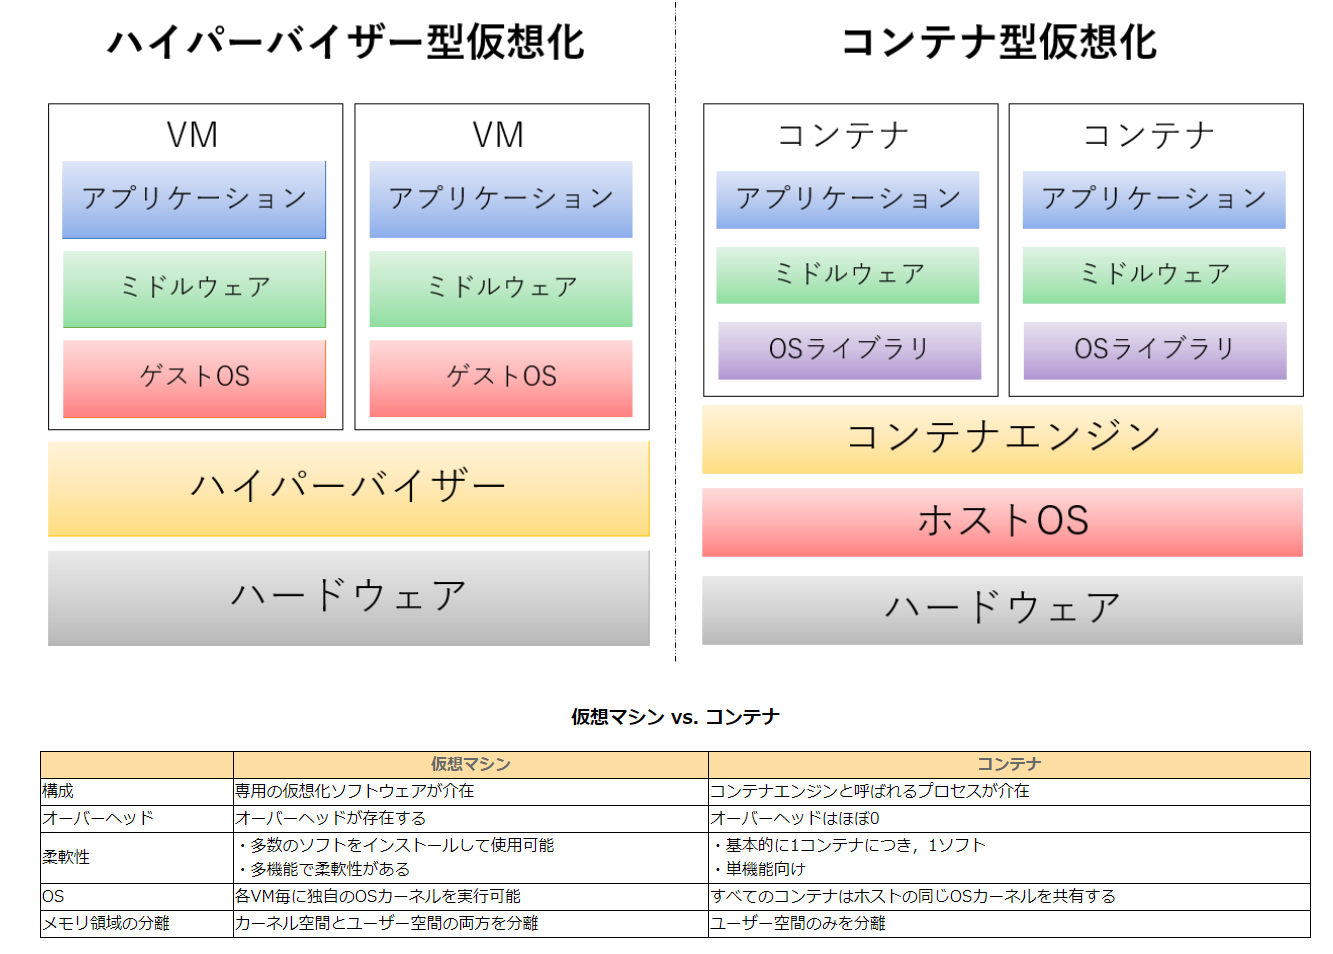 ハイパーバイザー型仮想化
コンテナ型仮想化
VM
アプリケーション
ミドルウェア
ゲストOS
VM
アプリケーション
ミドルウェア
ゲストOS
ハイパーバイザー
ハードウェア
コンテナ
アプリケーション
ミドルウェア
OSライブラリ
コンテナ
アプリケーション
ミドルウェア
OSライブラリ
コンテナエンジン
ホストOS
ハードウェア
仮想マシン vs. コンテナ
仮想マシン コンテナ
構成 専用の仮想化ソフトウェアが介在 コンテナエンジンと呼ばれるプロセスが介在
オーバーヘッド オーバーヘッドが存在する オーバーヘッドはほぼ0
柔軟性
・多数のソフトをインストールして使用可能
・多機能で柔軟性がある
・基本的に1コンテナにつき，1ソフト
・単機能向け
OS 各VM毎に独自のOSカーネルを実行可能 すべてのコンテナはホストの同じOSカーネルを共有する
メモリ領域の分離 カーネル空間とユーザー空間の両方を分離 ユーザー空間のみを分離